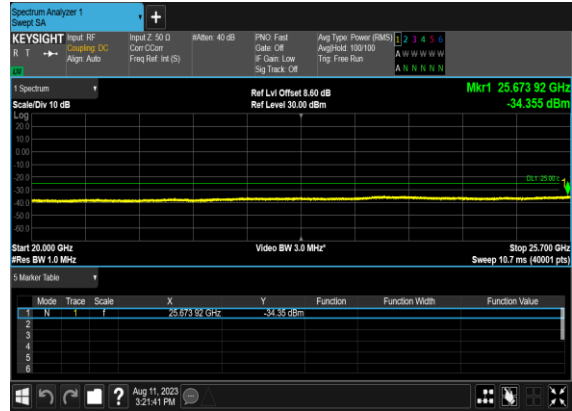 Spectrum Analyzer 1
Swept SA
+
KEYSIGHT Input: RF Input Z: 50 Ω #Atten: 40 dB PNO: Fast Avg Type: Power (RMS) 1 2 3 4 5 6
R T Coupling: DC Corr CCorr Gate: Off Avg|Hold: 100/100 A W W W W W
Align: Auto Freq Ref: Int (S) IF Gain: Low Trig: Free Run
Sig Track: Off A N N N N N
1 Spectrum Ref Lvl Offset 8.60 dB Mkr1 25.673 92 GHz
Scale/Div 10 dB Ref Level 30.00 dBm -34.355 dBm
Log
20.0
10.0
0.00
-10.0
-20.0
DL1 -25.00
-30.0
1
-40.0
-50.0
-60.0
Start 20.000 GHz Video BW 3.0 MHz* Stop 25.700 GHz
#Res BW 1.0 MHz Sweep 10.7 ms (40001 pts)
5 Marker Table
Mode Trace Scale X Y Function Function Width Function Value
1 N 1 f 25.673 92 GHz -34.35 dBm
2
3
4
5
6
? Aug 11, 2023
3:21:41 PM